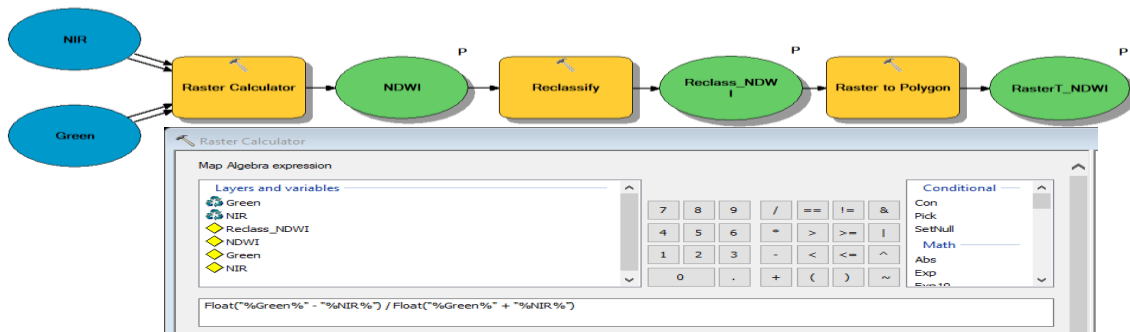 NIR
P
P
P
Raster Calculator
NDWI
Reclassify
Reclass_NDW
I
Raster to Polygon
RasterT_NDWI
Green
Raster Calculator
Map Algebra expression
Layers and variables
Green
NIR
Reclass_NDWI
NDWI
Green
NIR
7 8 9 / == != &
4 5 6 * > >= |
1 2 3 - < <= ^
0 . + ( ) ~
Conditional
Con
Pick
SetNull
Math
Abs
Exp
Exp10
Float("%Green%" - "%NIR%") / Float("%Green%" + "%NIR%")